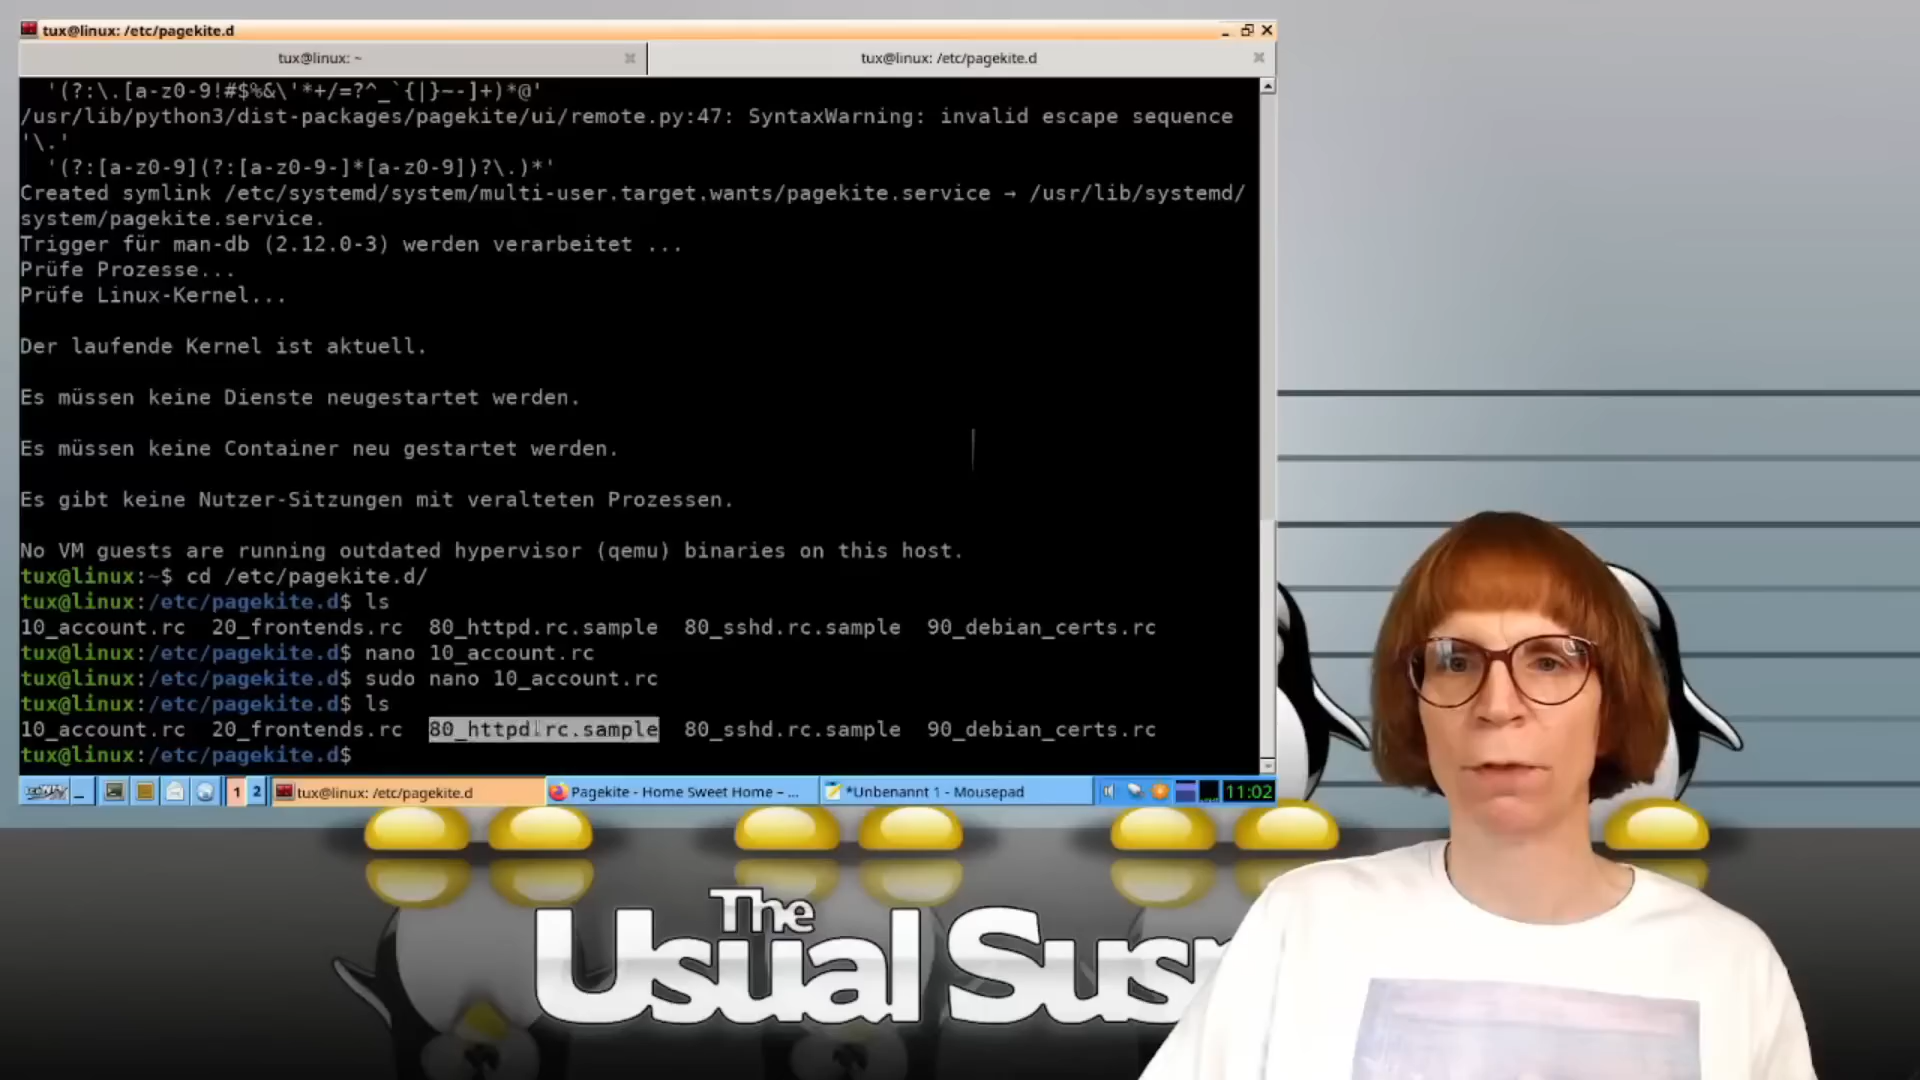 tux@linux: /etc/pagekite.d
tux@linux: ~
tux@linux: /etc/pagekite.d
'(?:\.[a-z0-9!#$%&\'*+/=?^_`{|}~-]+)*@'
/usr/lib/python3/dist-packages/pagekite/ui/remote.py:47: SyntaxWarning: invalid escape sequence
'\.'
'(?:[a-z0-9](?:[a-z0-9-]*[a-z0-9])?\.)*'
Created symlink /etc/systemd/system/multi-user.target.wants/pagekite.service → /usr/lib/systemd/
system/pagekite.service.
Trigger für man-db (2.12.0-3) werden verarbeitet ...
Prüfe Prozesse...
Prüfe Linux-Kernel...
Der laufende Kernel ist aktuell.
Es müssen keine Dienste neugestartet werden.
Es müssen keine Container neu gestartet werden.
Es gibt keine Nutzer-Sitzungen mit veralteten Prozessen.
No VM guests are running outdated hypervisor (qemu) binaries on this host.
tux@linux:~$ cd /etc/pagekite.d/
tux@linux:/etc/pagekite.d$ ls
10_account.rc 20_frontends.rc 80_httpd.rc.sample 80_sshd.rc.sample 90_debian_certs.rc
tux@linux:/etc/pagekite.d$ nano 10_account.rc
tux@linux:/etc/pagekite.d$ sudo nano 10_account.rc
tux@linux:/etc/pagekite.d$ ls
10_account.rc 20_frontends.rc 80_httpd.rc.sample 80_sshd.rc.sample 90_debian_certs.rc
tux@linux:/etc/pagekite.d$
1 2 tux@linux: /etc/pagekite.d Pagekite - Home Sweet Home – ... *Unbenannt 1 - Mousepad 11:02
The
Usual Sus